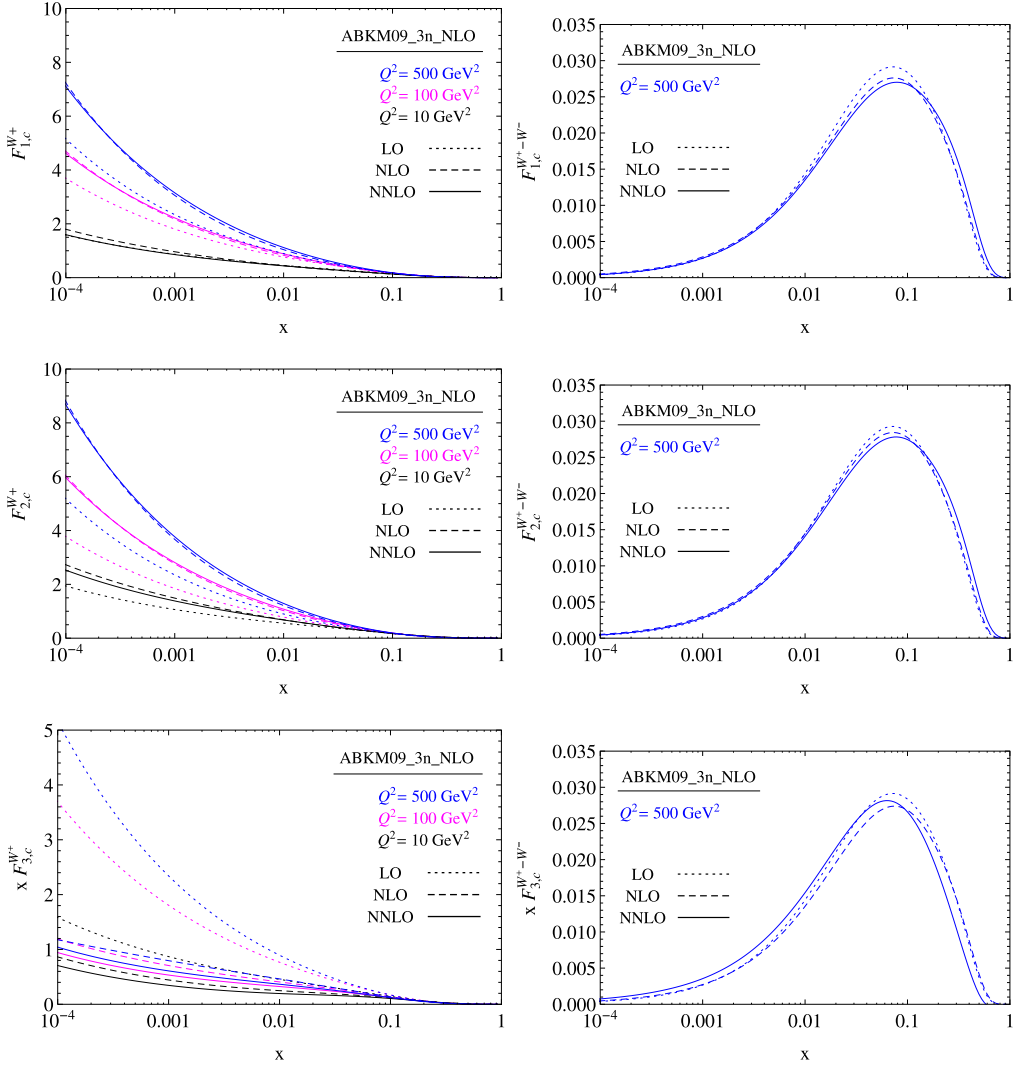 10
8
6
4
2
0
F_{1,c}^{W+}
ABKM09_3n_NLO
Q²= 500 GeV²
Q²= 100 GeV²
Q²= 10 GeV²
LO
NLO
NNLO
10⁻⁴ 0.001 0.01 0.1 1
x
0.035
0.030
0.025
0.020
0.015
0.010
0.005
0.000
F_{1,c}^{W⁺−W⁻}
ABKM09_3n_NLO
Q²= 500 GeV²
LO
NLO
NNLO
10⁻⁴ 0.001 0.01 0.1 1
x
10
8
6
4
2
0
F_{2,c}^{W+}
ABKM09_3n_NLO
Q²= 500 GeV²
Q²= 100 GeV²
Q²= 10 GeV²
LO
NLO
NNLO
10⁻⁴ 0.001 0.01 0.1 1
x
0.035
0.030
0.025
0.020
0.015
0.010
0.005
0.000
F_{2,c}^{W⁺−W⁻}
ABKM09_3n_NLO
Q²= 500 GeV²
LO
NLO
NNLO
10⁻⁴ 0.001 0.01 0.1 1
x
5
4
3
2
1
0
x F_{3,c}^{W⁺}
ABKM09_3n_NLO
Q²= 500 GeV²
Q²= 100 GeV²
Q²= 10 GeV²
LO
NLO
NNLO
10⁻⁴ 0.001 0.01 0.1 1
x
0.035
0.030
0.025
0.020
0.015
0.010
0.005
0.000
x F_{3,c}^{W⁺−W⁻}
ABKM09_3n_NLO
Q²= 500 GeV²
LO
NLO
NNLO
10⁻⁴ 0.001 0.01 0.1 1
x